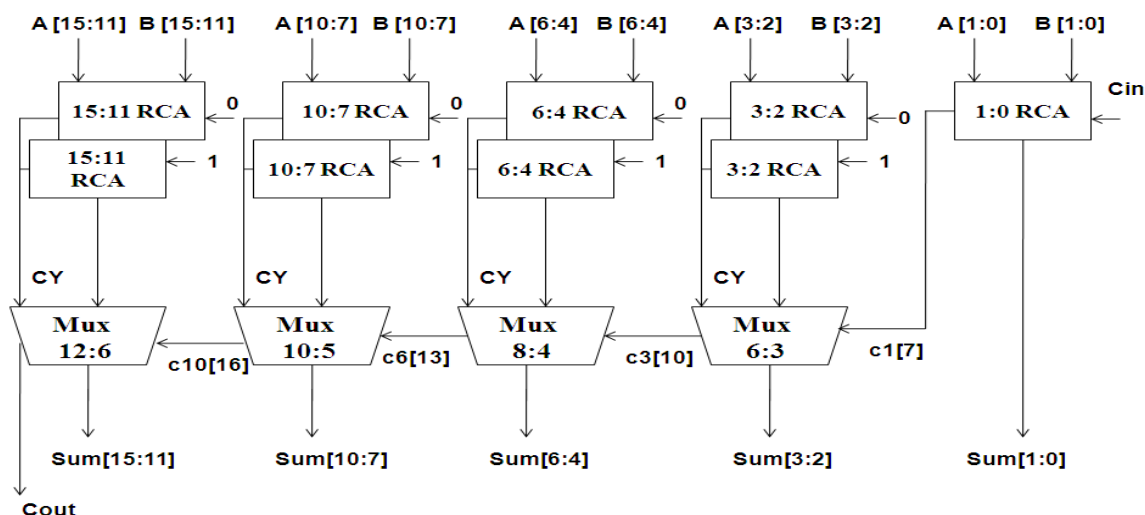 A [15:11] B [15:11] A [10:7] B [10:7] A [6:4] B [6:4] A [3:2] B [3:2] A [1:0] B [1:0]
15:11 RCA 0 10:7 RCA 0 6:4 RCA 0 3:2 RCA 0 1:0 RCA Cin
15:11 RCA 1 10:7 RCA 1 6:4 RCA 1 3:2 RCA 1
CY CY CY CY
Mux Mux Mux Mux
12:6 10:5 8:4 6:3
c10[16] c6[13] c3[10] c1[7]
Sum[15:11] Sum[10:7] Sum[6:4] Sum[3:2] Sum[1:0]
Cout